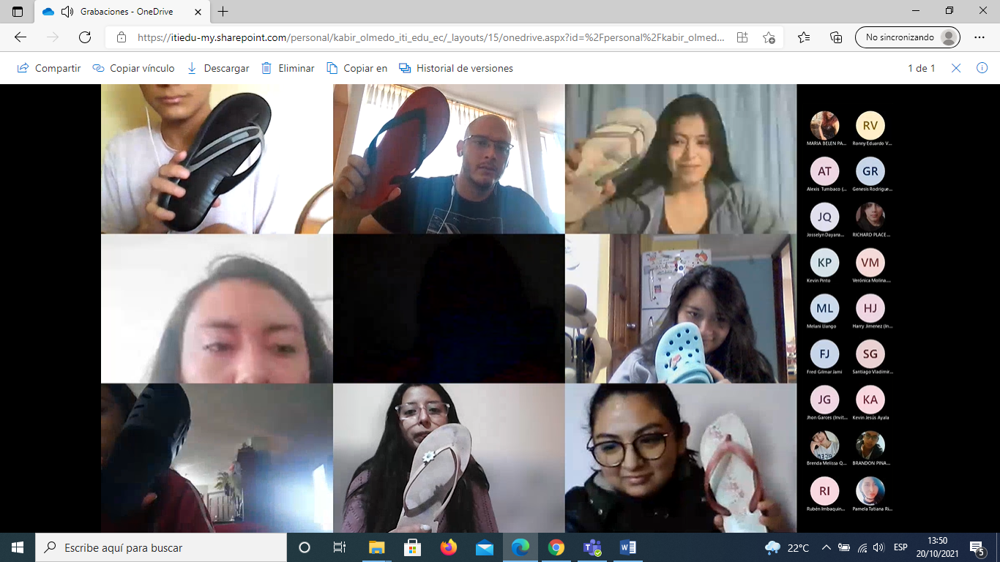 Grabaciones - OneDrive
https://itiedu-my.sharepoint.com/personal/kabir_olmedo_iti_edu_ec/_layouts/15/onedrive.aspx?id=%2Fpersonal%2Fkabir_olmed...
No sincronizando
Compartir
Copiar vínculo
Descargar
Eliminar
Copiar en
Historial de versiones
1 de 1
RV
MARIA BELEN PA...
Ronny Eduardo V...
AT
GR
Alexis Tumbaco (...
Genesis Rodrigue...
JQ
Josselyn Dayana...
RICHARD PLACE...
KP
VM
Kevin Pinto
Verónica Molina...
ML
HJ
Melani Llango
Harry Jimenez (In...
FJ
SG
Fred Gilmar Jami
Santiago Vladimir...
JG
KA
Jhon Garces (Invit...
Kevin Jesús Ayala
Brenda Melissa Q...
BRANDON PINA...
RI
Rubén Imbaquin...
Pamela Tatiana Ri...
Escribe aquí para buscar
22°C
ESP
13:50
20/10/2021
5